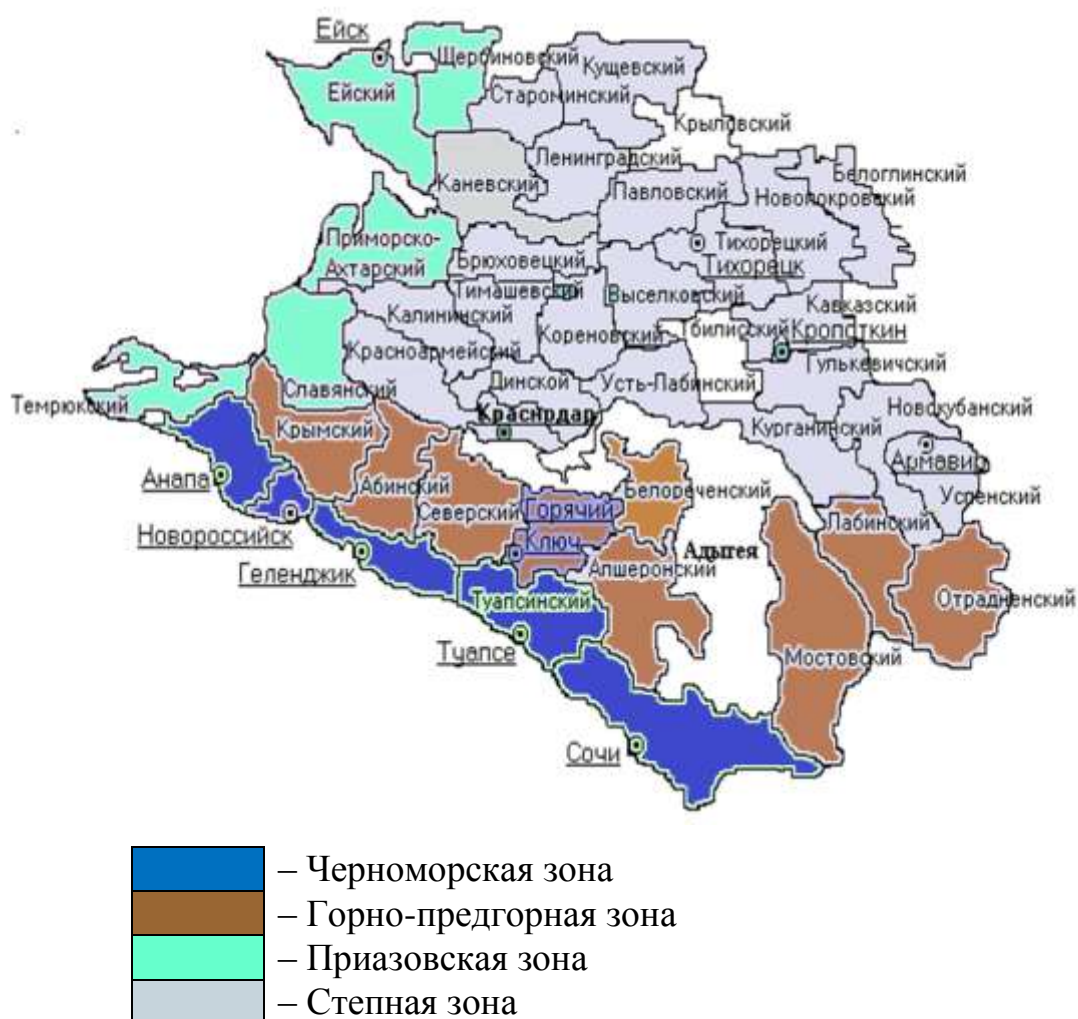 Ейск
Щербиновский
Кущевский
Ейский
Староминский
Крыловский
Ленинградский
Белоглинский
Каневский
Павловский
Новопокровский
Приморско-
Ахтарский
Тихорецкий
Брюховецкий
Тихорецк
Тимашевский
Выселковский
Кавказский
Калининский
Кореновский
Тбилисский
Кропоткин
Красноармейский
Гулькевичский
Динской
Усть-Лабинский
Славянский
Темрюкский
Новокубанский
Краснрдар
Крымский
Курганинский
Армавир
Анапа
Абинский
Белореченский
Успенский
Северский
Горячий
Ключ
Лабинский
Новороссийск
Адыгея
Апшеронский
Геленджик
Туапсинский
Отрадненский
Туапсе
Мостовский
Сочи
– Черноморская зона
– Горно-предгорная зона
– Приазовская зона
– Степная зона